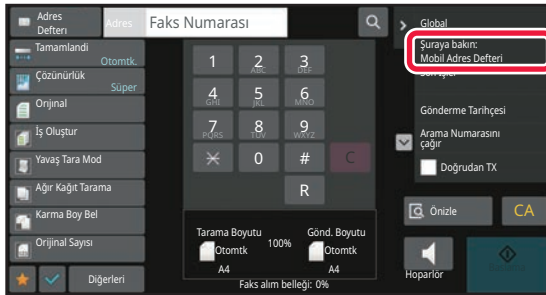 Adres
Defteri
Adres
Faks Numarası
Tamamlandi
Otomtk.
Çözünürlük
Süper
Orijinal
İş Oluştur
Yavaş Tara Mod
Ağır Kağıt Tarama
Karma Boy Bel
Orijinal Sayısı
Diğerleri
1
2
ABC
3
DEF
4
GHI
5
JKL
6
MNO
7
PQRS
8
TUV
9
WXYZ
0
#
C
R
Tarama Boyutu
Otomtk
A4
100%
Gönd. Boyutu
Otomtk
A4
Faks alım belleği: 0%
Global
Şuraya bakın:
Mobil Adres Defteri
Gönderme Tarihçesi
Arama Numarasını
çağır
Doğrudan TX
Önizle
CA
Hoparlör